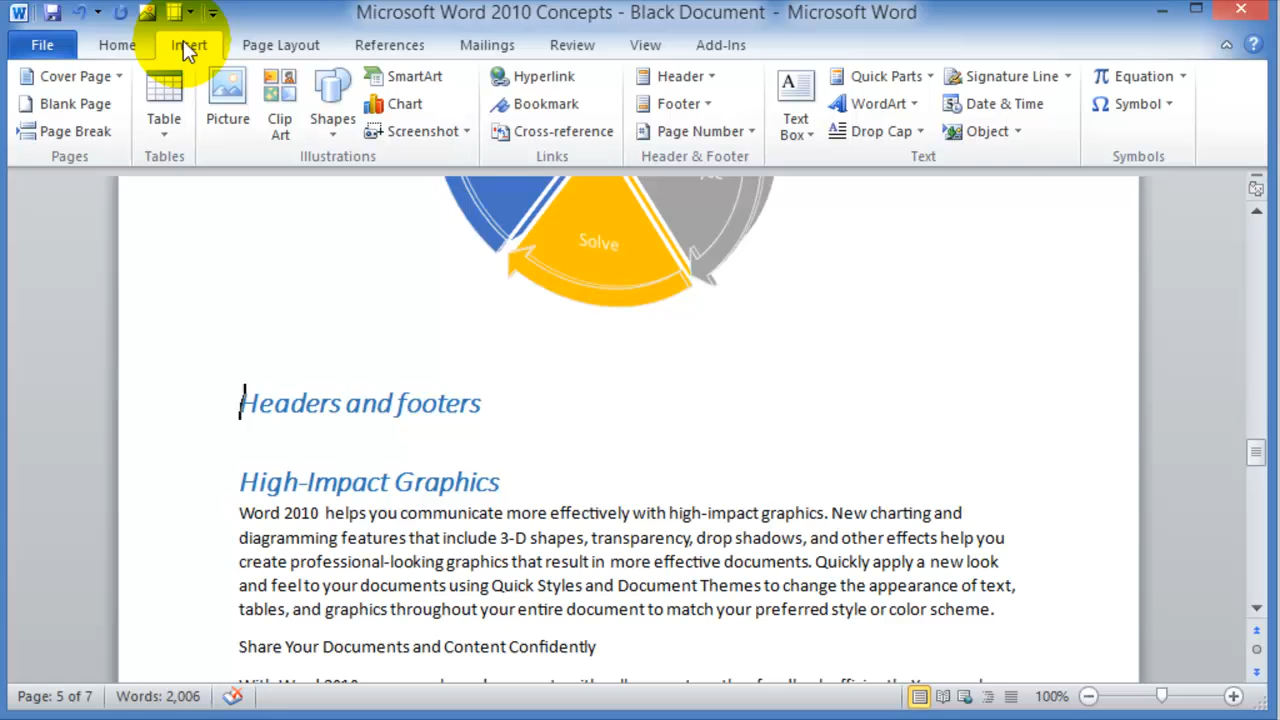 Microsoft Word 2010 Concepts - Black Document - Microsoft Word
File Home Insert Page Layout References Mailings Review View Add-Ins
Cover Page
Blank Page
Page Break
Pages
Table
Tables
Picture
Clip
Art
Shapes
SmartArt
Chart
Screenshot
Illustrations
Hyperlink
Bookmark
Cross-reference
Links
Header
Footer
Page Number
Header & Footer
Text
Box
Quick Parts
WordArt
Drop Cap
Signature Line
Date & Time
Object
Text
Equation
Symbol
Symbols
Solve
Headers and footers
High-Impact Graphics
Word 2010 helps you communicate more effectively with high-impact graphics. New charting and
diagramming features that include 3-D shapes, transparency, drop shadows, and other effects help you
create professional-looking graphics that result in more effective documents. Quickly apply a new look
and feel to your documents using Quick Styles and Document Themes to change the appearance of text,
tables, and graphics throughout your entire document to match your preferred style or color scheme.
Share Your Documents and Content Confidently
Page: 5 of 7 Words: 2,006 100%